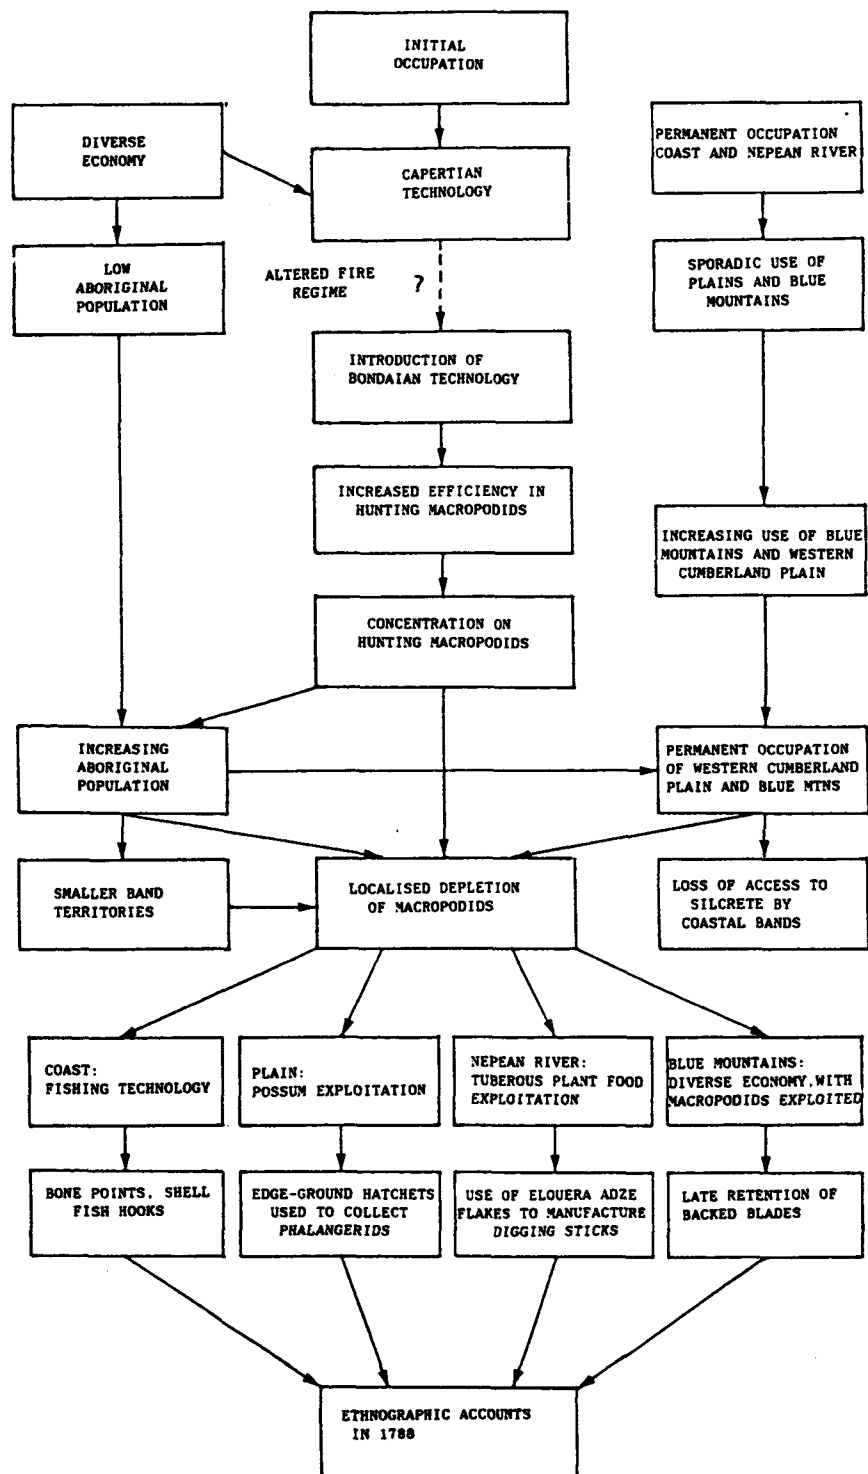 INITIAL
OCCUPATION
DIVERSE
ECONOMY
PERMANENT OCCUPATION
COAST AND NEPEAN RIVER
CAPERTIAN
TECHNOLOGY
LOW
ABORIGINAL
POPULATION
ALTERED FIRE
REGIME
?
SPORADIC USE OF
PLAINS AND BLUE
MOUNTAINS
INTRODUCTION OF
BONDAIAN TECHNOLOGY
INCREASED EFFICIENCY IN
HUNTING MACROPODIDS
INCREASING USE OF BLUE
MOUNTAINS AND WESTERN
CUMBERLAND PLAIN
CONCENTRATION ON
HUNTING MACROPODIDS
INCREASING
ABORIGINAL
POPULATION
PERMANENT OCCUPATION
OF WESTERN CUMBERLAND
PLAIN AND BLUE MTNS
SMALLER BAND
TERRITORIES
LOCALISED DEPLETION
OF MACROPODIDS
LOSS OF ACCESS TO
SILCRETE BY
COASTAL BANDS
COAST:
FISHING TECHNOLOGY
PLAIN:
POSSUM EXPLOITATION
NEPEAN RIVER:
TUBEROUS PLANT FOOD
EXPLOITATION
BLUE MOUNTAINS:
DIVERSE ECONOMY, WITH
MACROPODIDS EXPLOITED
BONE POINTS, SHELL
FISH HOOKS
EDGE-GROUND HATCHETS
USED TO COLLECT
PHALANGERIDS
USE OF ELOUERA ADZE
FLAKES TO MANUFACTURE
DIGGING STICKS
LATE RETENTION OF
BACKED BLADES
ETHNOGRAPHIC ACCOUNTS
IN 1788